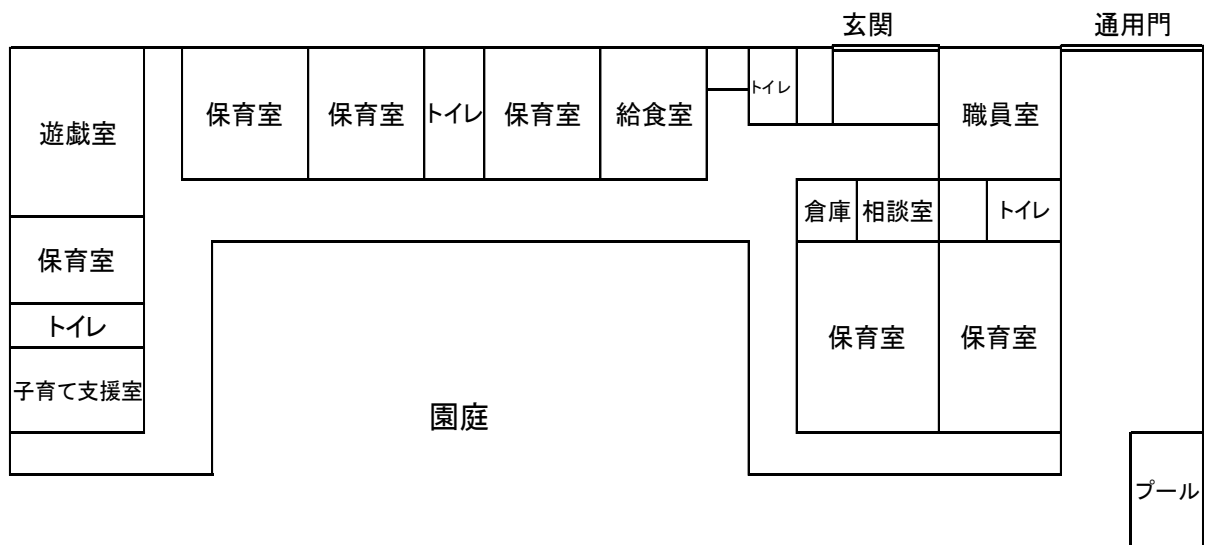 玄関
通用門
遊戯室
保育室
保育室
トイレ
保育室
給食室
トイレ
職員室
倉庫
相談室
トイレ
保育室
トイレ
子育て支援室
保育室
保育室
園庭
プール